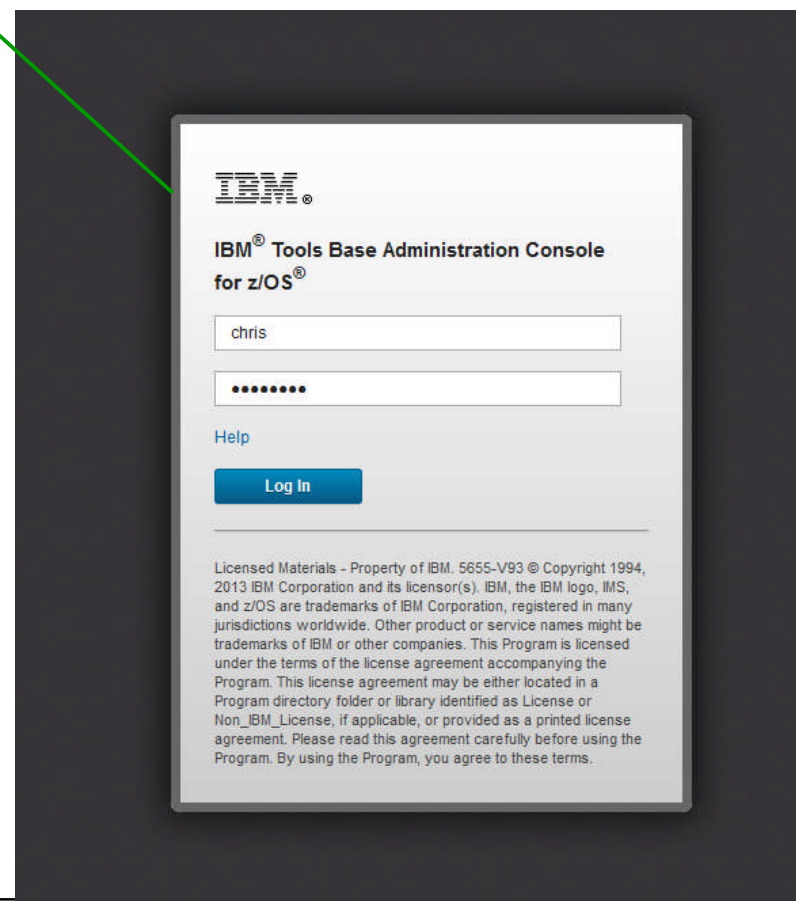 IBM®
IBM® Tools Base Administration Console
for z/OS®
chris
••••••••
Help
Log In
Licensed Materials - Property of IBM. 5655-V93 © Copyright 1994,
2013 IBM Corporation and its licensor(s). IBM, the IBM logo, IMS,
and z/OS are trademarks of IBM Corporation, registered in many
jurisdictions worldwide. Other product or service names might be
trademarks of IBM or other companies. This Program is licensed
under the terms of the license agreement accompanying the
Program. This license agreement may be either located in a
Program directory folder or library identified as License or
Non_IBM_License, if applicable, or provided as a printed license
agreement. Please read this agreement carefully before using the
Program. By using the Program, you agree to these terms.